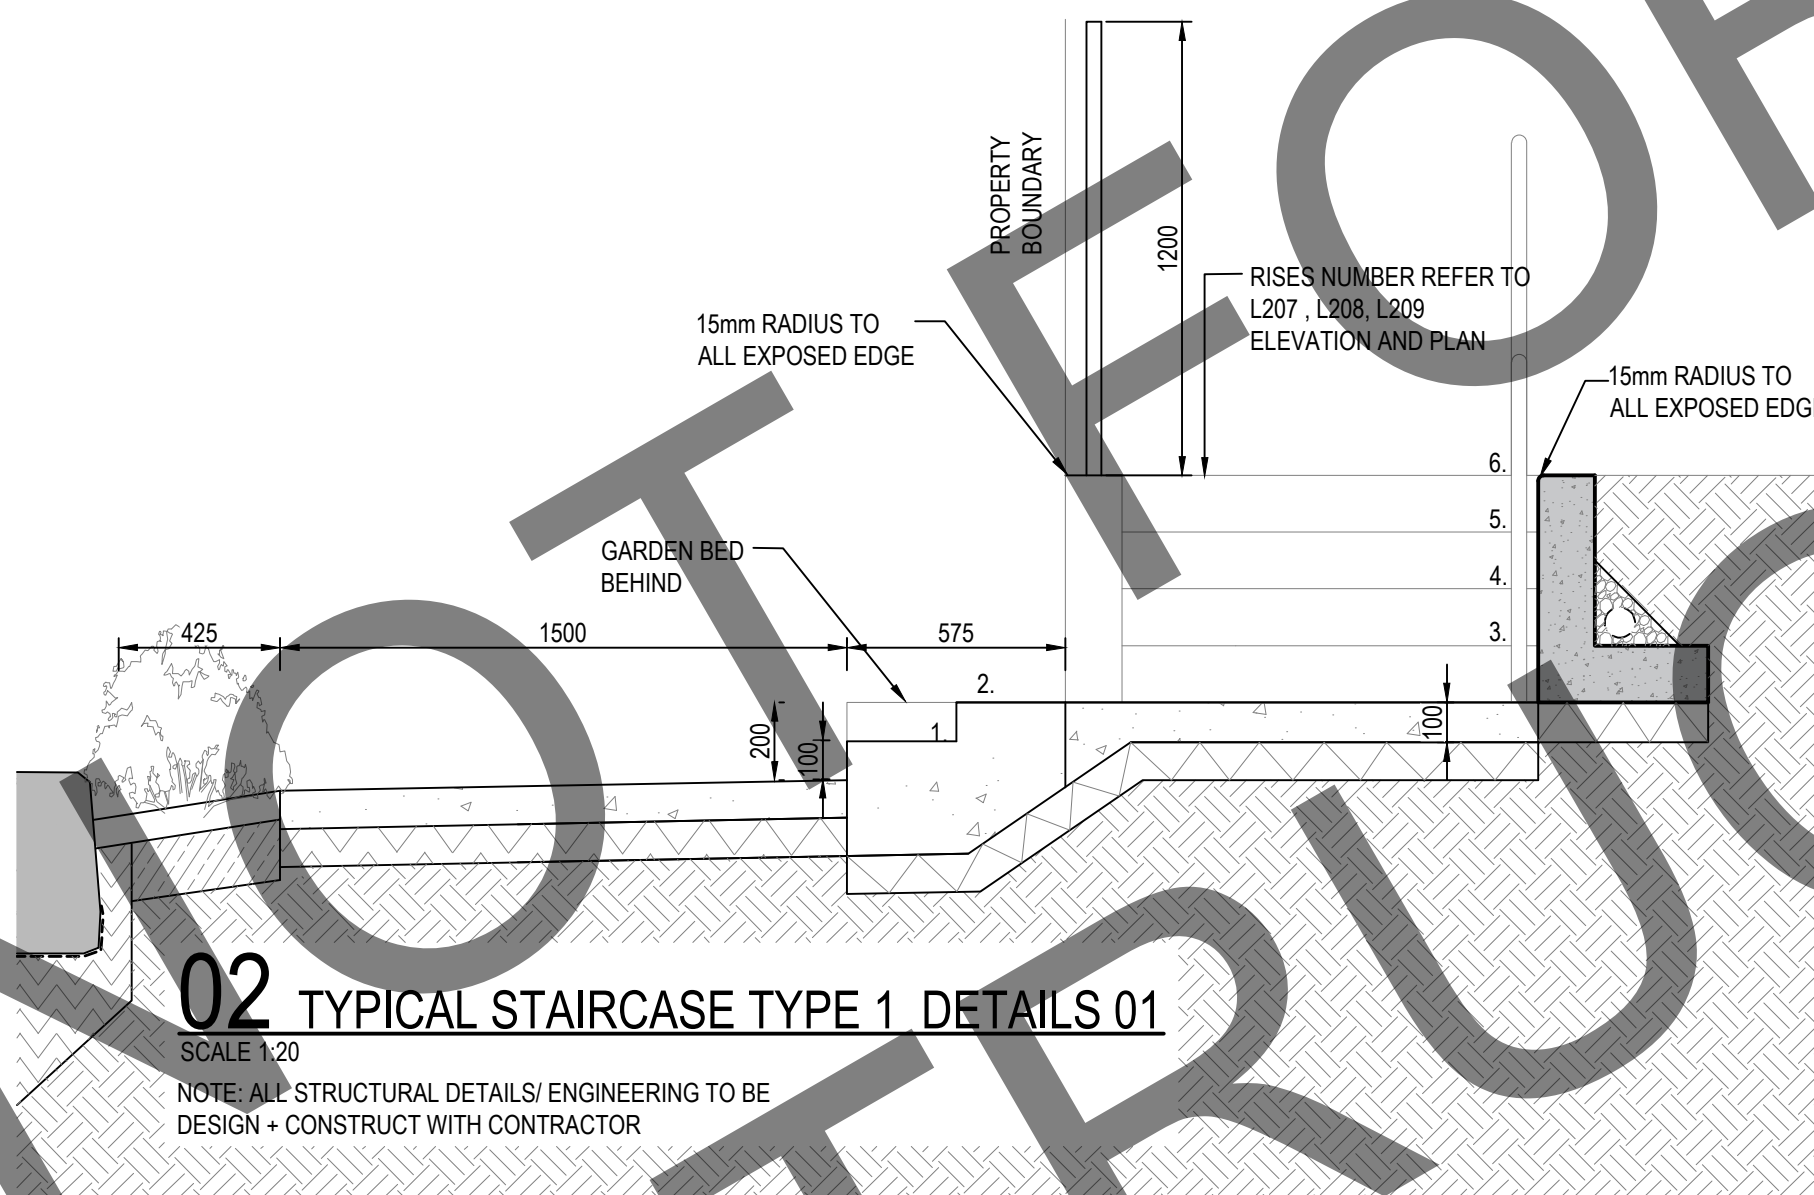 PROPERTY
BOUNDARY
1200
RISES NUMBER REFER TO
L207 , L208, L209
ELEVATION AND PLAN
15mm RADIUS TO
ALL EXPOSED EDGE
15mm RADIUS TO
ALL EXPOSED EDG
6.
5.
4.
3.
GARDEN BED
BEHIND
425
1500
575
2.
1.
200
100
100
02 TYPICAL STAIRCASE TYPE 1 DETAILS 01
SCALE 1:20
NOTE: ALL STRUCTURAL DETAILS/ ENGINEERING TO BE
DESIGN + CONSTRUCT WITH CONTRACTOR
NOT FOR
TRUC